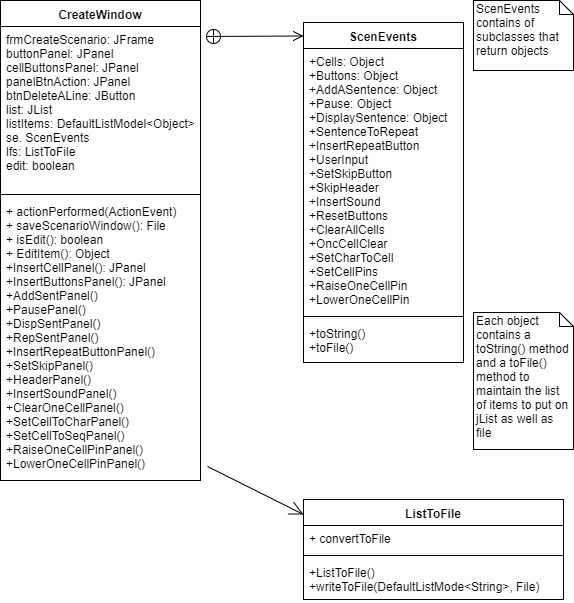 CreateWindow
frmCreateScenario: JFrame
buttonPanel: JPanel
cellButtonsPanel: JPanel
panelBtnAction: JPanel
btnDeleteALine: JButton
list: JList
listItems: DefaultListModel<Object>
se. ScenEvents
lfs: ListToFile
edit: boolean
+ actionPerformed(ActionEvent)
+ saveScenarioWindow(): File
+ isEdit(): boolean
+ EditItem(): Object
+InsertCellPanel(): JPanel
+InsertButtonsPanel(): JPanel
+AddSentPanel()
+PausePanel()
+DispSentPanel()
+RepSentPanel()
+InsertRepeatButtonPanel()
+SetSkipPanel()
+HeaderPanel()
+InsertSoundPanel()
+ClearOneCellPanel()
+SetCellToCharPanel()
+SetCellToSeqPanel()
+RaiseOneCellPinPanel()
+LowerOneCellPinPanel()
ScenEvents
+Cells: Object
+Buttons: Object
+AddASentence: Object
+Pause: Object
+DisplaySentence: Object
+SentenceToRepeat
+InsertRepeatButton
+UserInput
+SetSkipButton
+SkipHeader
+InsertSound
+ResetButtons
+ClearAllCells
+OncCellClear
+SetCharToCell
+SetCellPins
+RaiseOneCellPin
+LowerOneCellPin
+toString()
+toFile()
ScenEvents
contains of
subclasses that
return objects
Each object
contains a
toString() method
and a toFile()
method to
maintain the list
of items to put on
jList as well as
file
ListToFile
+ convertToFile
+ListToFile()
+writeToFile(DefaultListMode<String>, File)